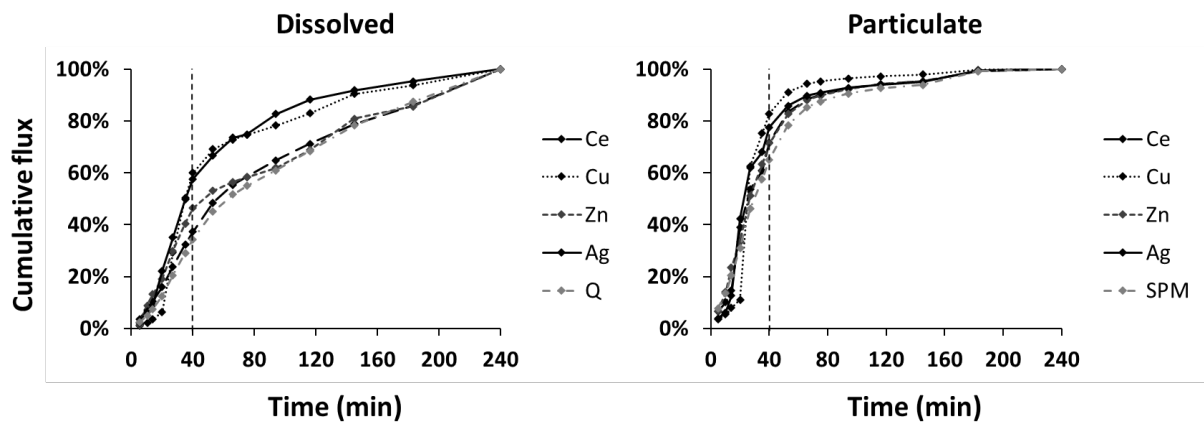 Dissolved
Cumulative flux
100%
80%
60%
40%
20%
0%
0 40 80 120 160 200 240
Time (min)
Ce
Cu
Zn
Ag
Q
Particulate
100%
80%
60%
40%
20%
0%
0 40 80 120 160 200 240
Time (min)
Ce
Cu
Zn
Ag
SPM